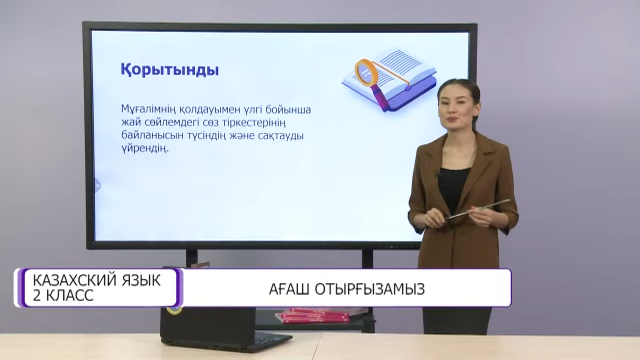 Қорытынды
Мұғалімнің қолдауымен үлгі бойынша
жай сөйлемдегі сөз тіркестерінің
байланысын түсіндің және сақтауды
үйрендің.
КАЗАХСКИЙ ЯЗЫК
2 КЛАСС
АҒАШ ОТЫРҒЫЗАМЫЗ